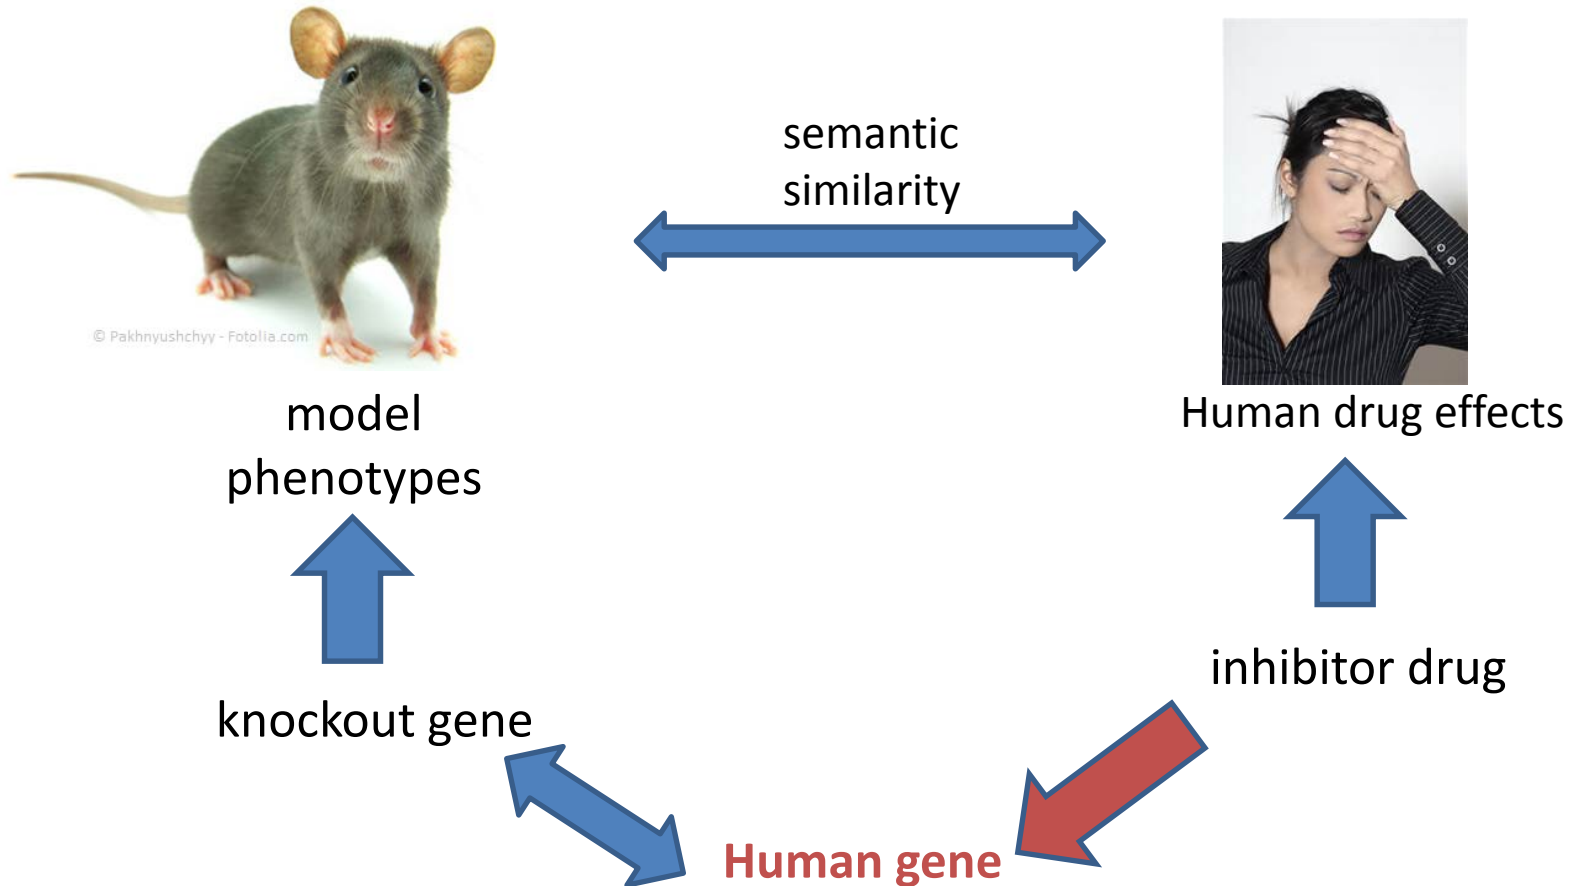 semantic
similarity
© Pakhnyushchyy - Fotolia.com
model
phenotypes
Human drug effects
knockout gene
inhibitor drug
Human gene